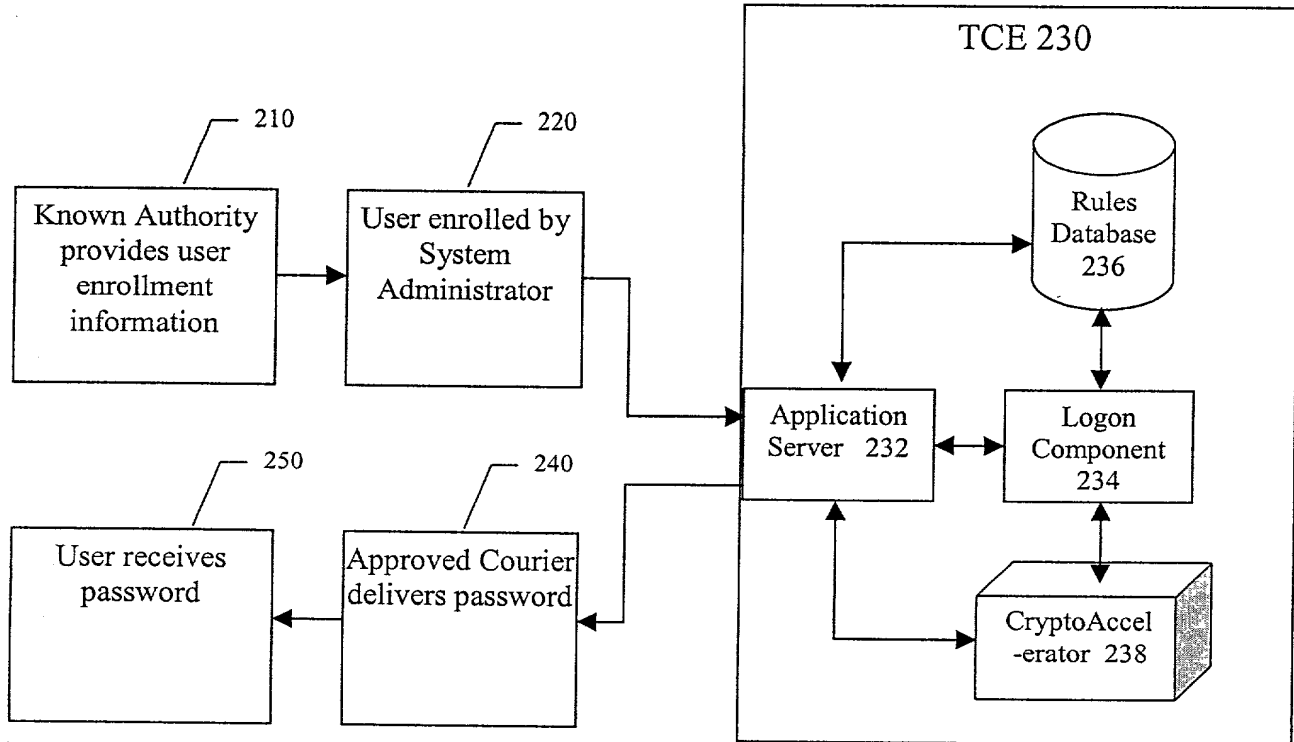 TCE 230
210
220
Known Authority
provides user
enrollment
information
User enrolled by
System
Administrator
Rules
Database
236
Application
Server 232
Logon
Component
234
250
240
User receives
password
Approved Courier
delivers password
CryptoAccel
-erator 238